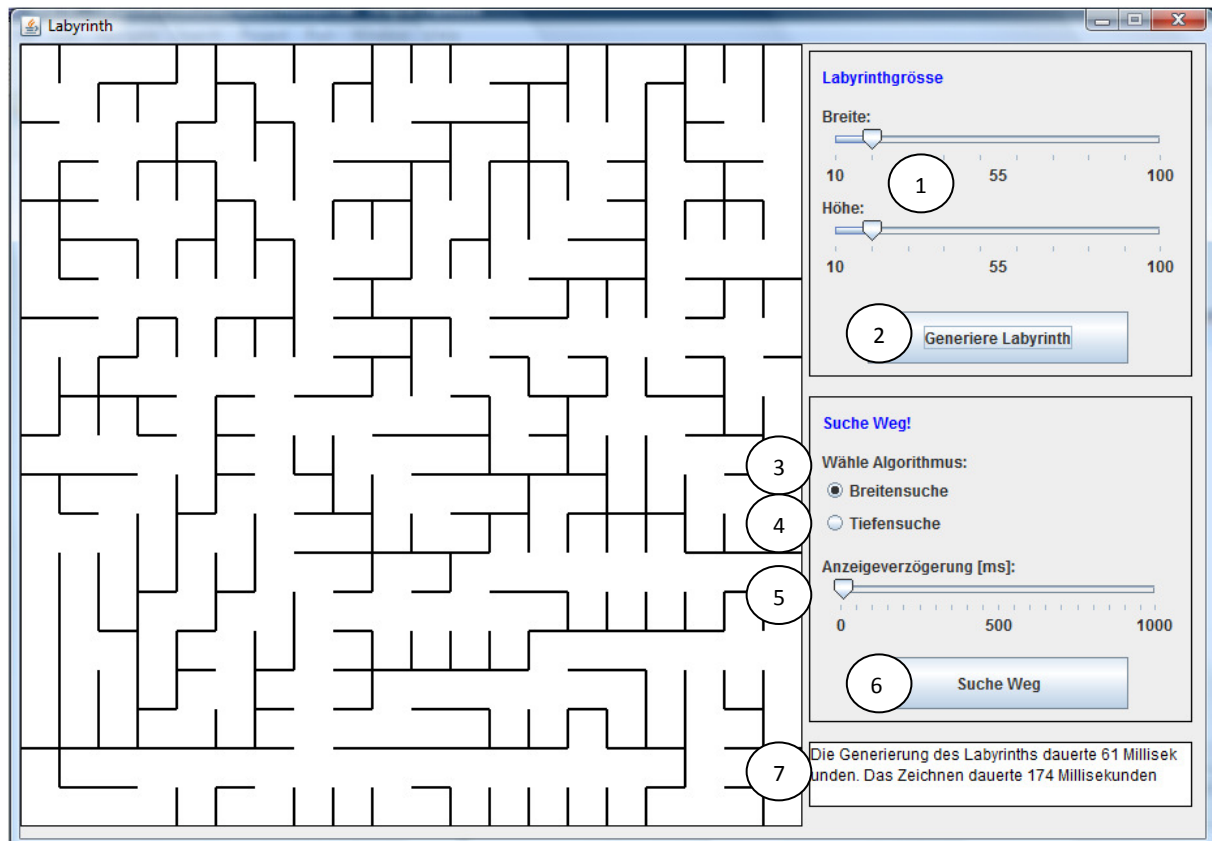 Labyrinth
Labyrinthgrösse
Breite:
10 55 100
1
Höhe:
10 55 100
2
Generiere Labyrinth
Suche Weg!
3
Wähle Algorithmus:
Breitensuche
4
Tiefensuche
Anzeigeverzögerung [ms]:
5
0 500 1000
6
Suche Weg
Die Generierung des Labyrinths dauerte 61 Millisek
7
unden. Das Zeichnen dauerte 174 Millisekunden